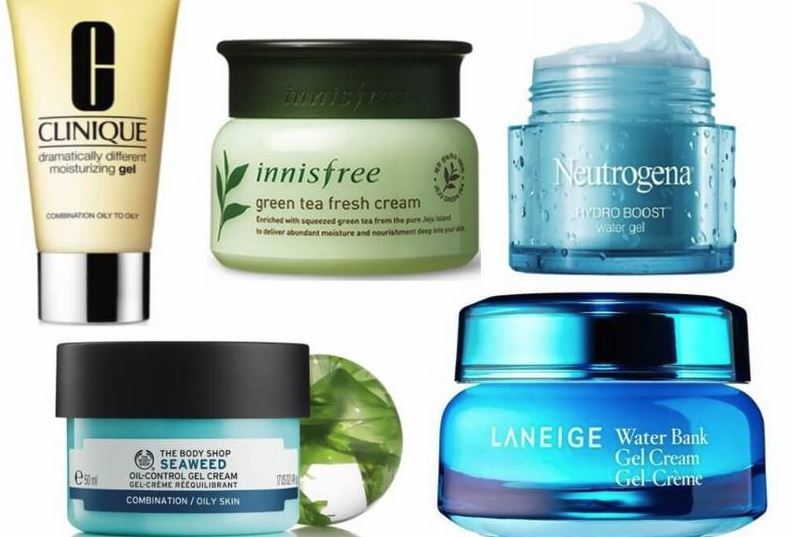 CLINIQUE
dramatically different
moisturizing gel
COMBINATION OILY TO OILY
innisfree
innisfree
green tea fresh cream
Enriched with squeezed green tea from the pure Jeju Island
to deliver abundant moisture and nourishment deep into your skin.
Neutrogena
HYDRO BOOST™
water gel
THE BODY SHOP
SEAWEED
OIL-CONTROL GEL CREAM
GEL-CRÈME RÉÉQUILIBRANT
COMBINATION / OILY SKIN
e 50 ml
LANEIGE
Water Bank
Gel Cream
Gel-Crème